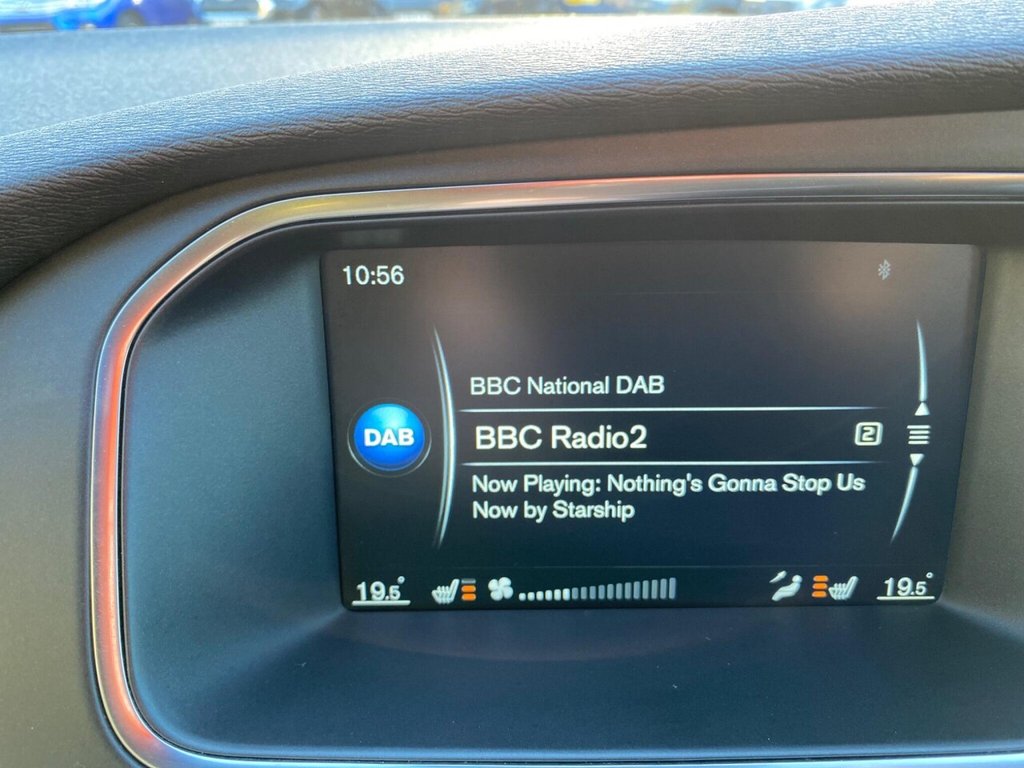 10:56
BBC National DAB
DAB
BBC Radio2
2
Now Playing: Nothing's Gonna Stop Us
Now by Starship
19.5° 19.5°